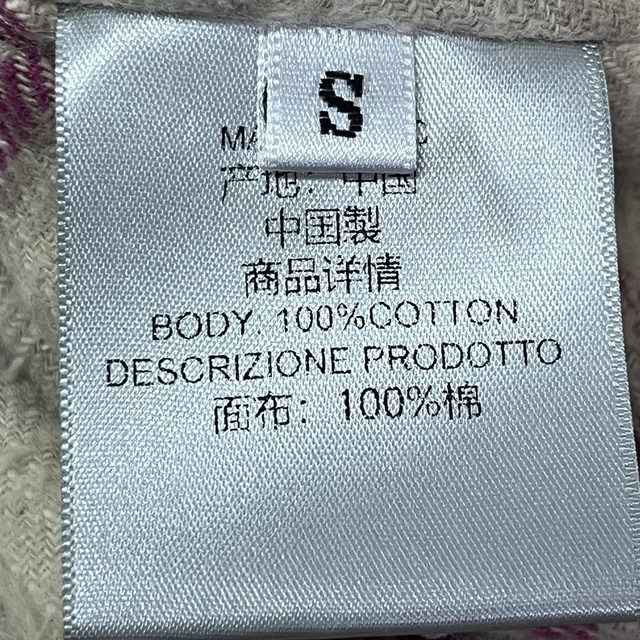 S
产地：中国
中国製
商品详情
BODY. 100%COTTON
DESCRIZIONE PRODOTTO
面布：100%棉